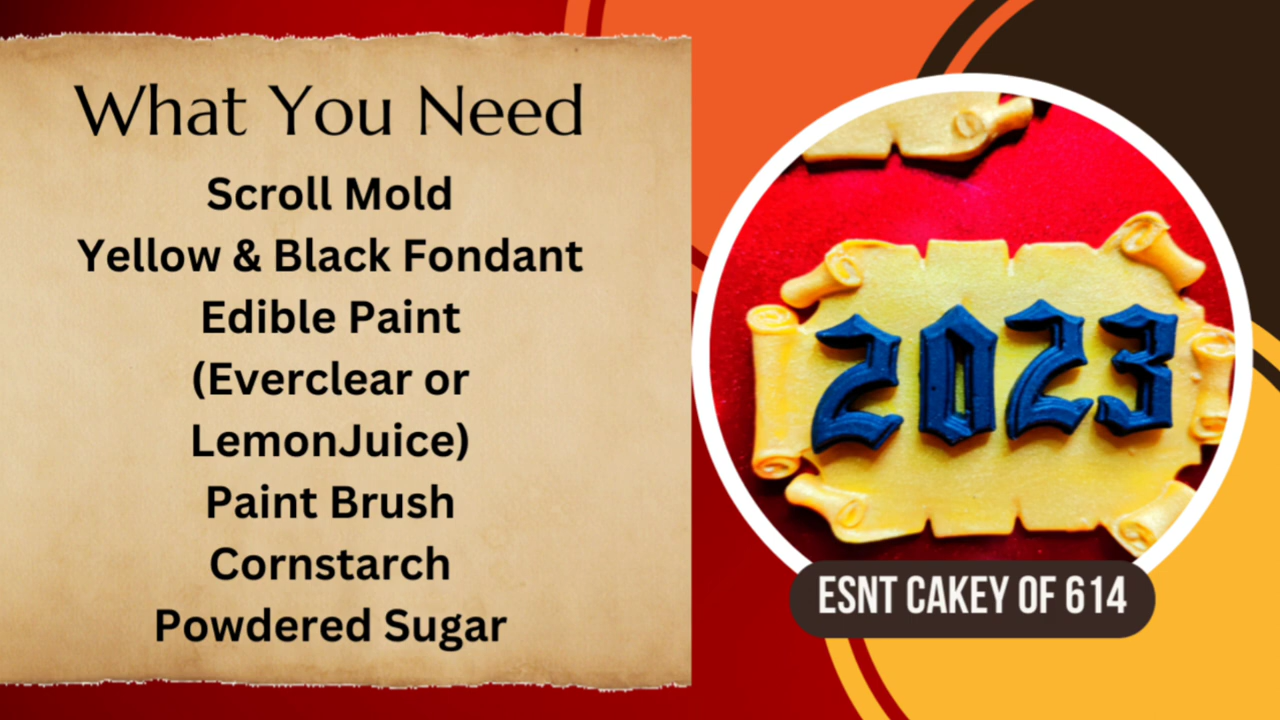 What You Need
Scroll Mold
Yellow & Black Fondant
Edible Paint
(Everclear or
LemonJuice)
Paint Brush
Cornstarch
Powdered Sugar
2023
ESNT CAKEY OF 614